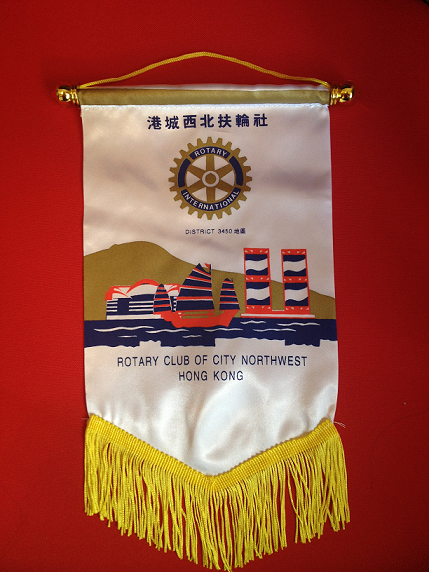 港城西北扶輪社
ROTARY
INTERNATIONAL
DISTRICT 3450 地區
ROTARY CLUB OF CITY NORTHWEST
HONG KONG